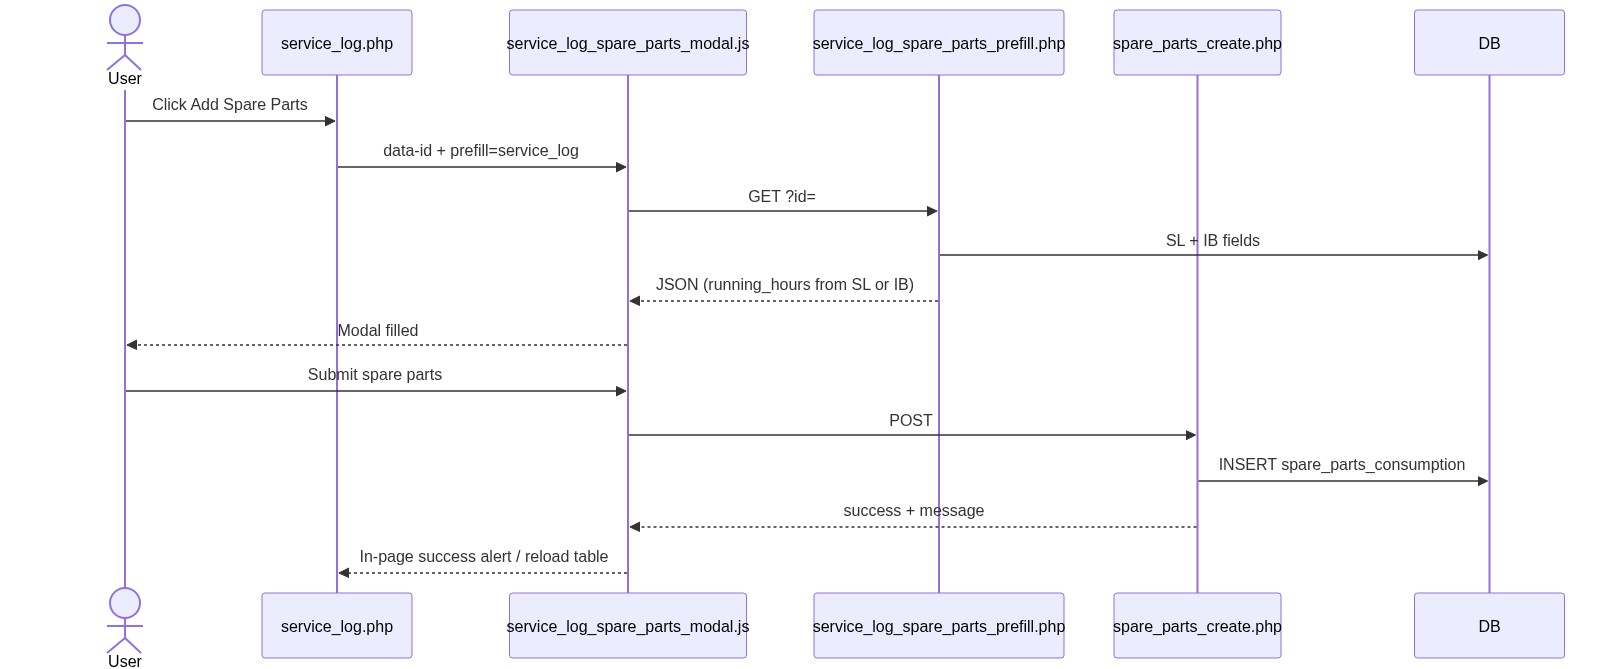 User
service_log.php
service_log_spare_parts_modal.js
service_log_spare_parts_prefill.php
spare_parts_create.php
DB
Click Add Spare Parts
data-id + prefill=service_log
GET ?id=
SL + IB fields
JSON (running_hours from SL or IB)
Modal filled
Submit spare parts
POST
INSERT spare_parts_consumption
success + message
In-page success alert / reload table
User
service_log.php
service_log_spare_parts_modal.js
service_log_spare_parts_prefill.php
spare_parts_create.php
DB